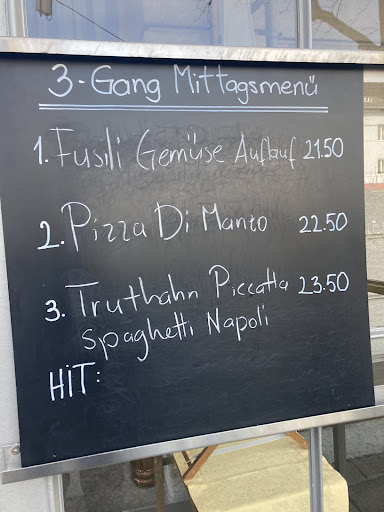 3-Gang Mittagsmenü
1. Fusili Gemüse Auflauf 21.50
2. Pizza Di Manzo 22.50
3. Truthahn Piccatta 23.50
Spaghetti Napoli
HiT: